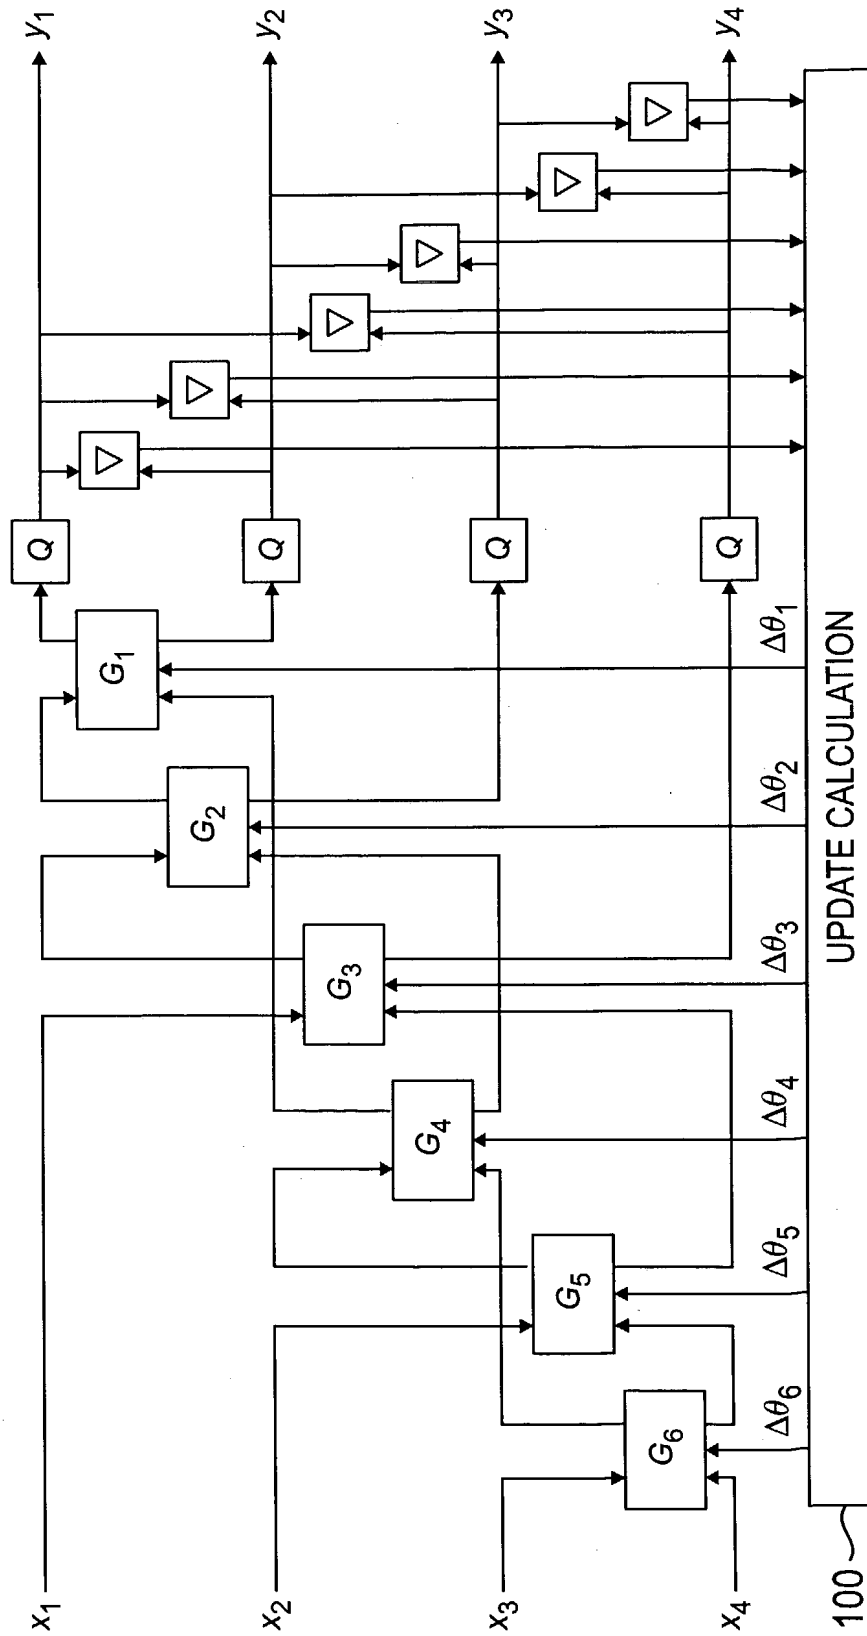 x₁
x₂
x₃
x₄
y₁
y₂
y₃
y₄
G₆
G₅
G₄
G₃
G₂
G₁
Q
Q
Q
Q
∇
∇
∇
∇
∇
∇
Δθ₆
Δθ₅
Δθ₄
Δθ₃
Δθ₂
Δθ₁
UPDATE CALCULATION
100